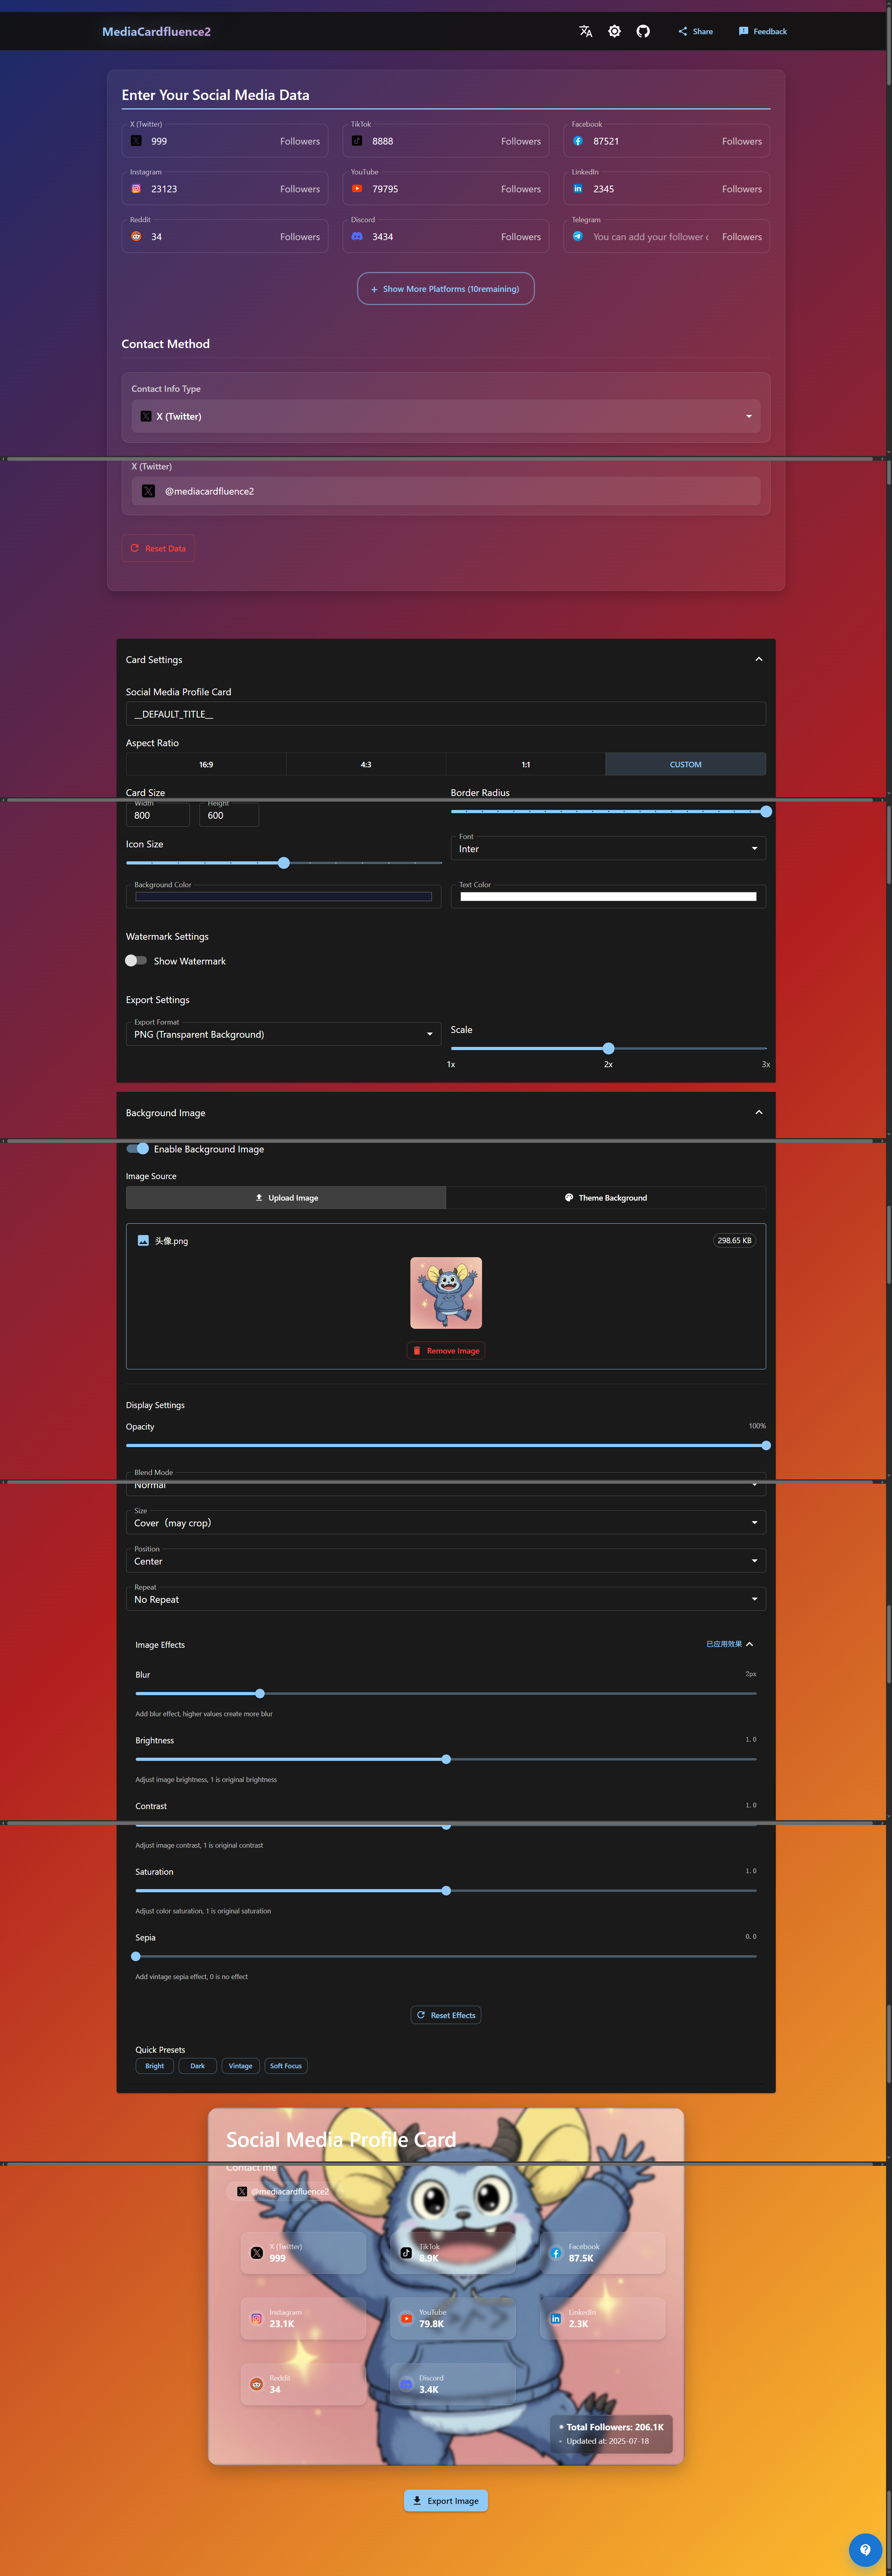 MediaCardfluence2
Share
Feedback
Enter Your Social Media Data
X (Twitter)
999
Followers
TikTok
8888
Followers
Facebook
87521
Followers
Instagram
23123
Followers
YouTube
79795
Followers
LinkedIn
2345
Followers
Reddit
34
Followers
Discord
3434
Followers
Telegram
You can add your follower c
Followers
+ Show More Platforms (10remaining)
Contact Method
Contact Info Type
X (Twitter)
X (Twitter)
@mediacardfluence2
Reset Data
Card Settings
Social Media Profile Card
__DEFAULT_TITLE__
Aspect Ratio
16:9
4:3
1:1
CUSTOM
Card Size
Width
800
Height
600
Border Radius
Icon Size
Font
Inter
Background Color
Text Color
Watermark Settings
Show Watermark
Export Settings
Export Format
PNG (Transparent Background)
Scale
1x
2x
3x
Background Image
Enable Background Image
Image Source
Upload Image
Theme Background
头像.png
298.65 KB
Remove Image
Display Settings
Opacity
100%
Blend Mode
Normal
Size
Cover（may crop）
Position
Center
Repeat
No Repeat
Image Effects
已应用效果
Blur
2px
Add blur effect, higher values create more blur
Brightness
1.0
Adjust image brightness, 1 is original brightness
Contrast
1.0
Adjust image contrast, 1 is original contrast
Saturation
1.0
Adjust color saturation, 1 is original saturation
Sepia
0.0
Add vintage sepia effect, 0 is no effect
Reset Effects
Quick Presets
Bright
Dark
Vintage
Soft Focus
Social Media Profile Card
Contact me
@mediacardfluence2
X (Twitter)
999
TikTok
8.9K
Facebook
87.5K
Instagram
23.1K
YouTube
79.8K
LinkedIn
2.3K
Reddit
34
Discord
3.4K
Total Followers: 206.1K
Updated at: 2025-07-18
Export Image